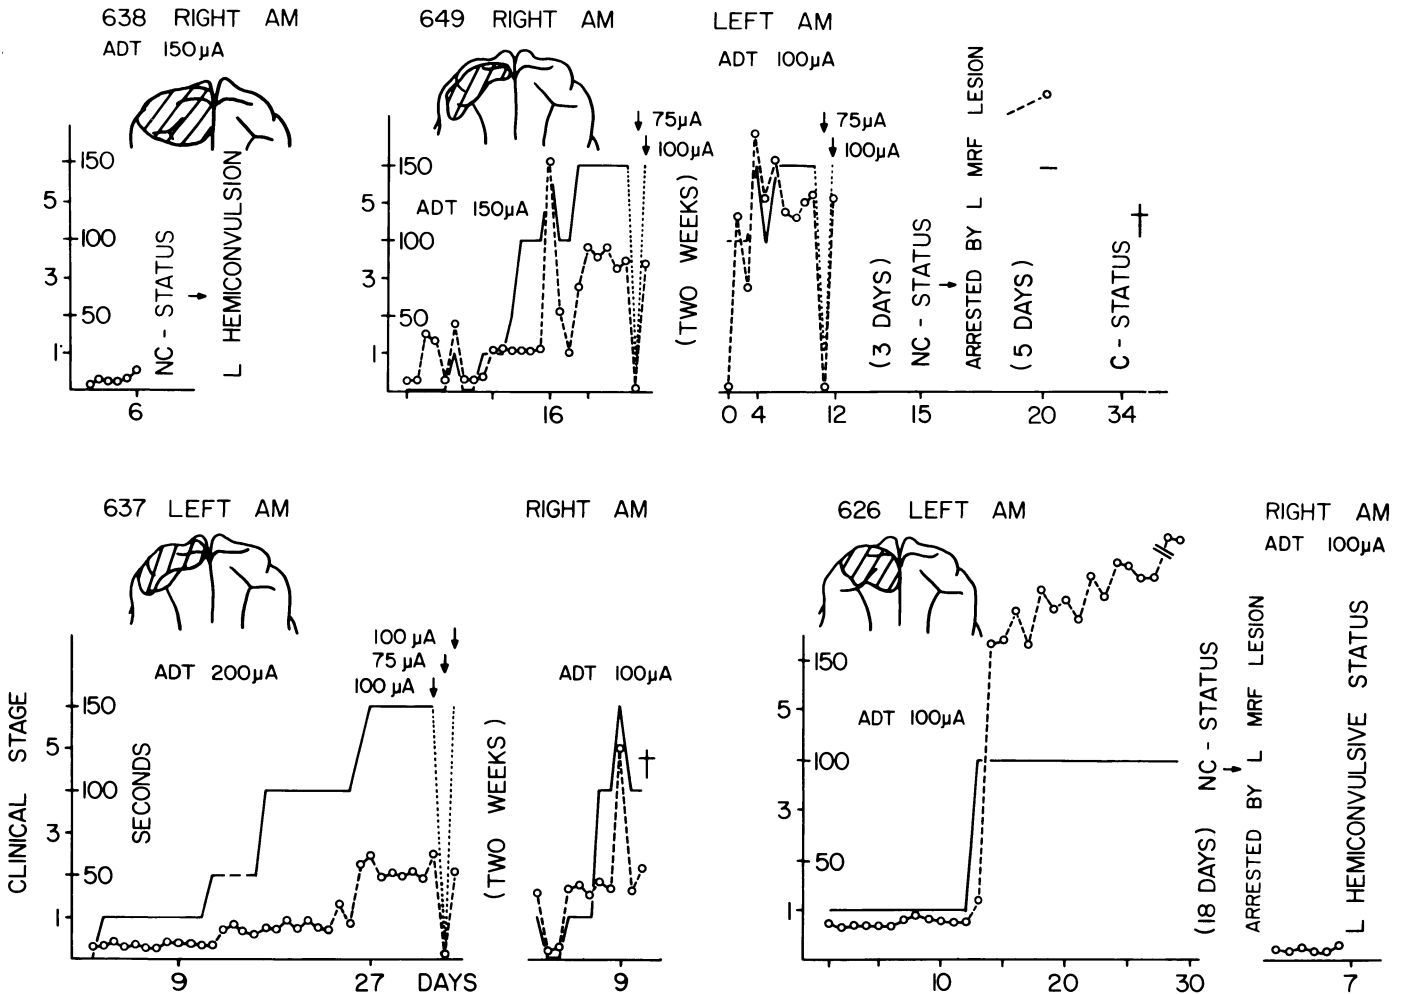 638 RIGHT AM
ADT 150µA
150
5
100
3
50
1
6
NC - STATUS →
L HEMICONVULSION
649 RIGHT AM
75µA
100µA
150
5
ADT 150µA
100
3
50
1
16
(TWO WEEKS)
LEFT AM
ADT 100µA
75µA
100µA
0 4 12 15 20 34
(3 DAYS)
NC - STATUS →
ARRESTED BY L MRF LESION
(5 DAYS)
C - STATUS †
637 LEFT AM
100 µA
75 µA
100 µA
ADT 200µA
CLINICAL STAGE
SECONDS
150
5
100
3
50
1
9 27 DAYS
(TWO WEEKS)
RIGHT AM
ADT 100µA
†
9
626 LEFT AM
150
5
ADT 100µA
100
3
50
1
10 20 30
(18 DAYS) NC - STATUS →
ARRESTED BY L MRF LESION
RIGHT AM
ADT 100µA
L HEMICONVULSIVE STATUS
7